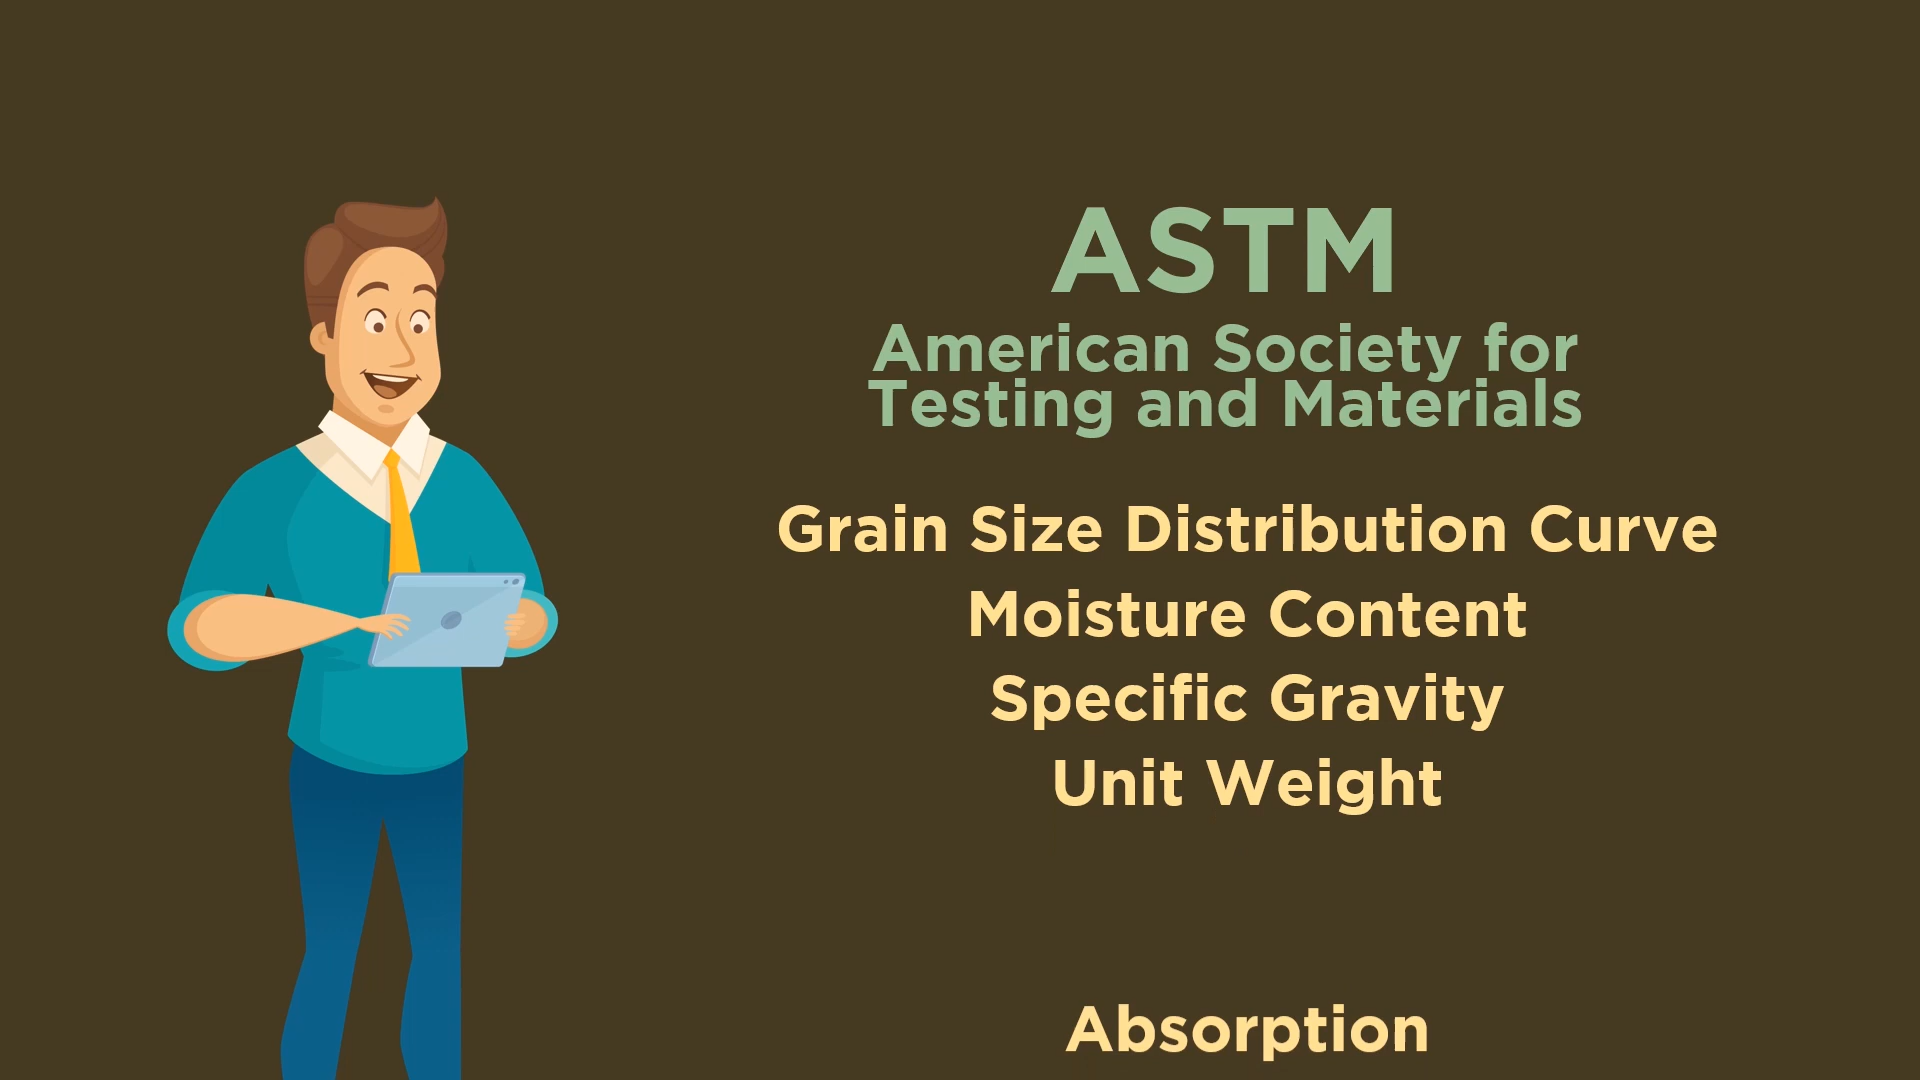 ASTM
American Society for
Testing and Materials
Grain Size Distribution Curve
Moisture Content
Specific Gravity
Unit Weight
Absorption